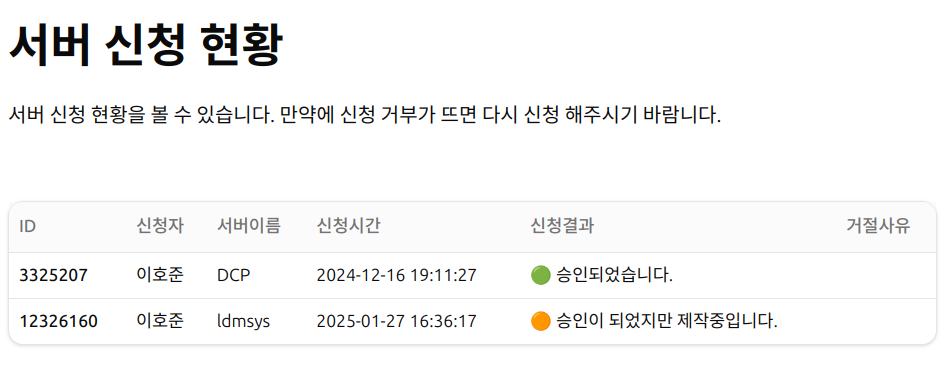 서버 신청 현황
서버 신청 현황을 볼 수 있습니다. 만약에 신청 거부가 뜨면 다시 신청 해주시기 바랍니다.
ID 신청자 서버이름 신청시간 신청결과 거절사유
3325207 이호준 DCP 2024-12-16 19:11:27 🟢 승인되었습니다.
12326160 이호준 ldmsys 2025-01-27 16:36:17 🟠 승인이 되었지만 제작중입니다.